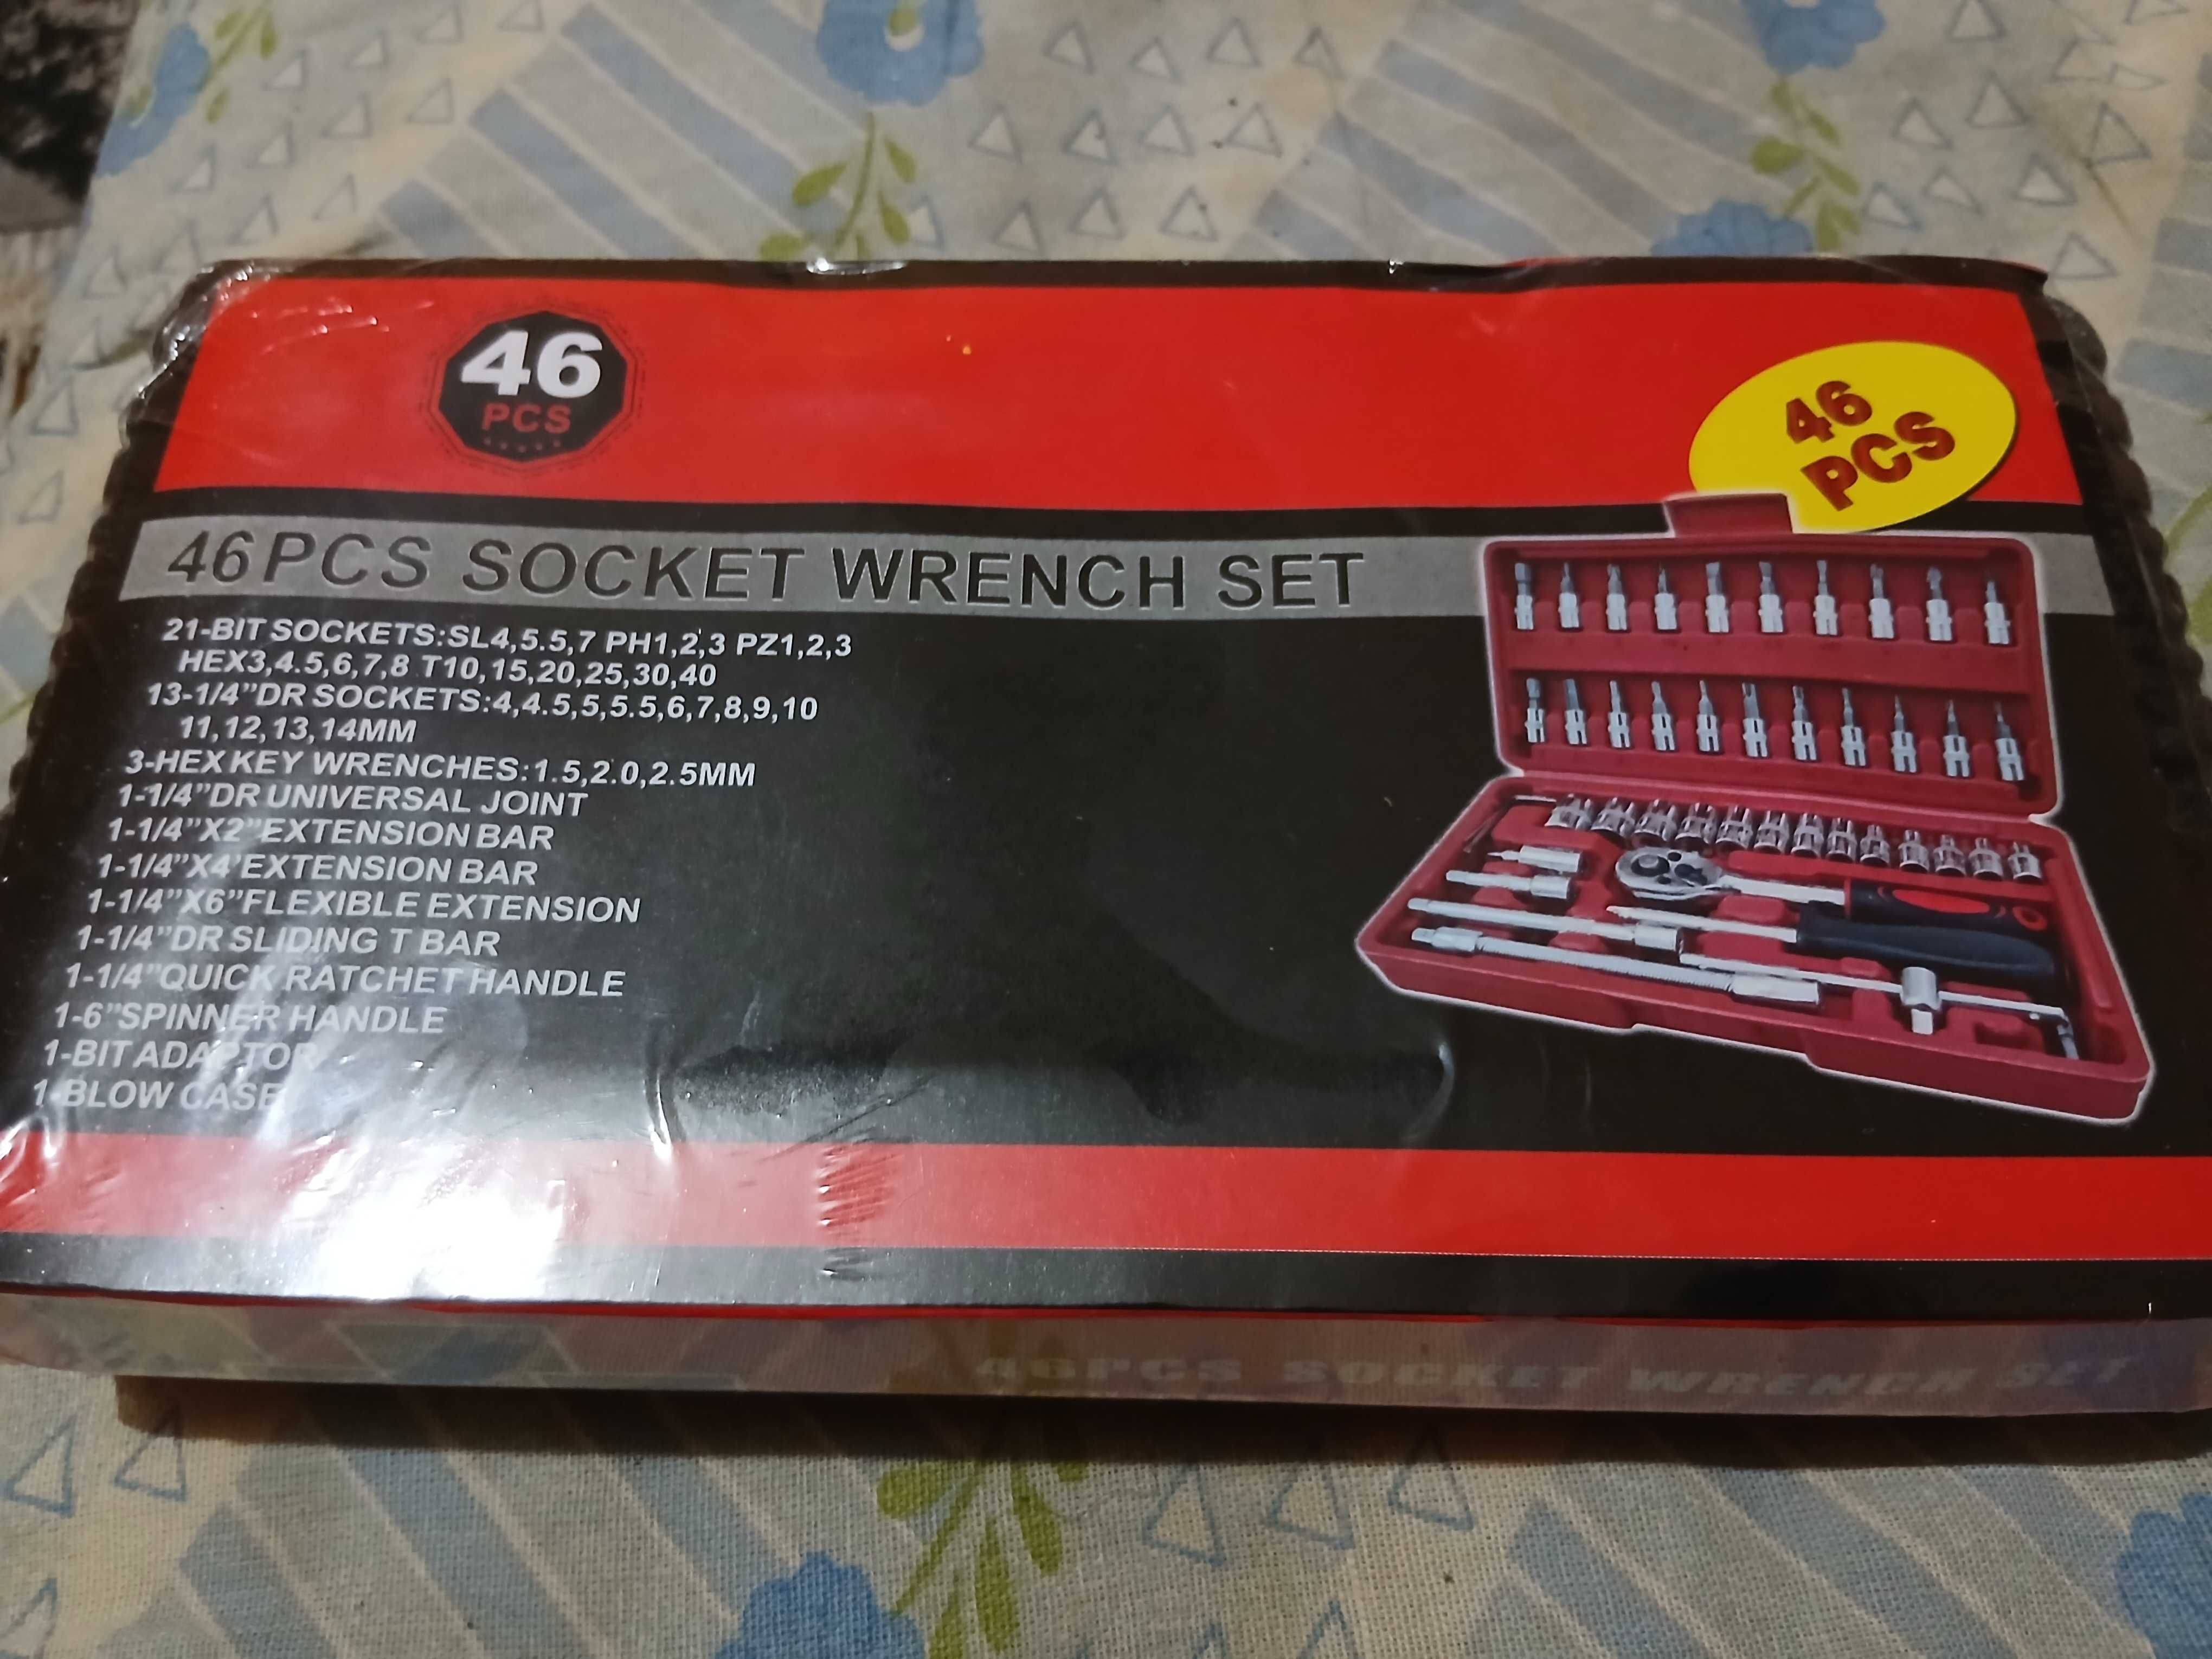 46
PCS
46
PCS
46PCS SOCKET WRENCH SET
21-BIT SOCKETS:SL4,5.5,7 PH1,2,3 PZ1,2,3
HEX3,4.5,6,7,8 T10,15,20,25,30,40
13-1/4”DR SOCKETS:4,4.5,5,5.5,6,7,8,9,10
11,12,13,14MM
3-HEX KEY WRENCHES:1.5,2.0,2.5MM
1-1/4”DR UNIVERSAL JOINT
1-1/4”X2”EXTENSION BAR
1-1/4”X4”EXTENSION BAR
1-1/4”X6”FLEXIBLE EXTENSION
1-1/4”DR SLIDING T BAR
1-1/4”QUICK RATCHET HANDLE
1-6”SPINNER HANDLE
1-BIT ADAPTOR
1-BLOW CASE
46PCS SOCKET WRENCH SET